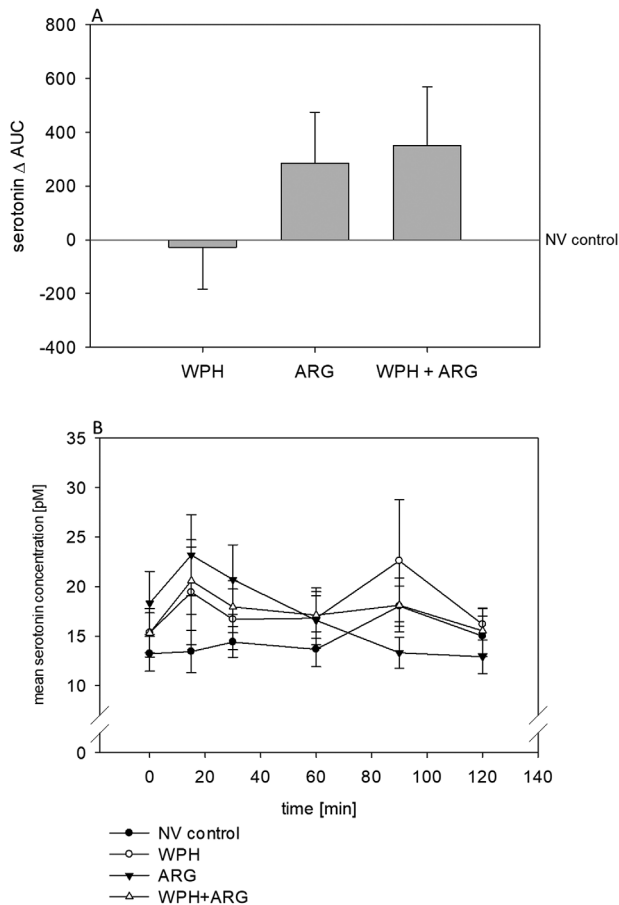 A
800
600
400
200
0
-200
-400
serotonin Δ AUC
NV control
WPH ARG WPH + ARG
B
35
30
25
20
15
10
0
mean serotonin concentration [pM]
0 20 40 60 80 100 120 140
time [min]
NV control
WPH
ARG
WPH+ARG